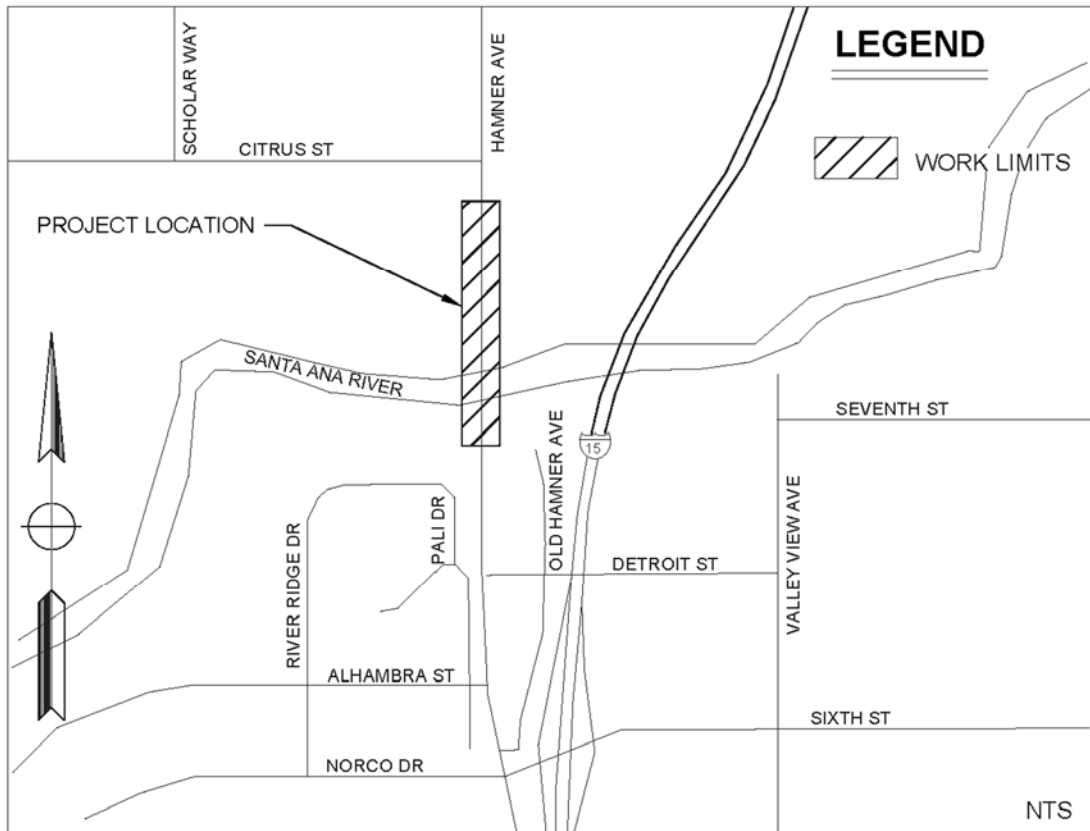 LEGEND
SCHOLAR WAY
HAMNER AVE
CITRUS ST
WORK LIMITS
PROJECT LOCATION
SANTA ANA RIVER
SEVENTH ST
15
OLD HAMNER AVE
PALI DR
RIVER RIDGE DR
DETROIT ST
VALLEY VIEW AVE
ALHAMBRA ST
SIXTH ST
NORCO DR
NTS